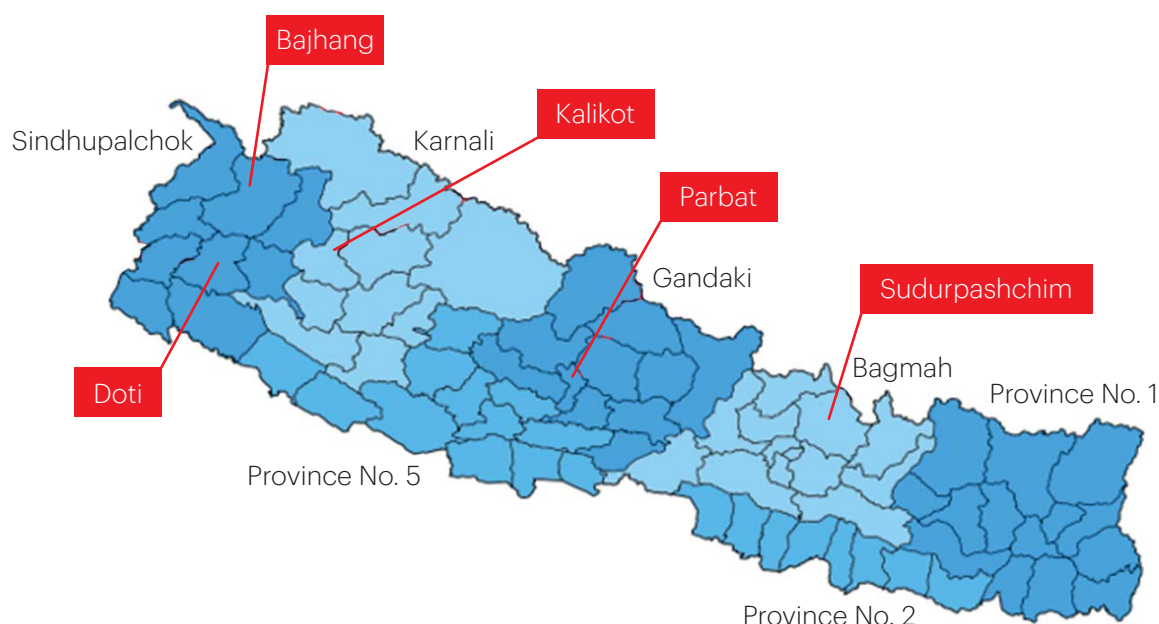 Bajhang
Kalikot
Sindhupalchok
Karnali
Parbat
Gandaki
Sudurpashchim
Bagmah
Doti
Province No. 1
Province No. 5
Province No. 2